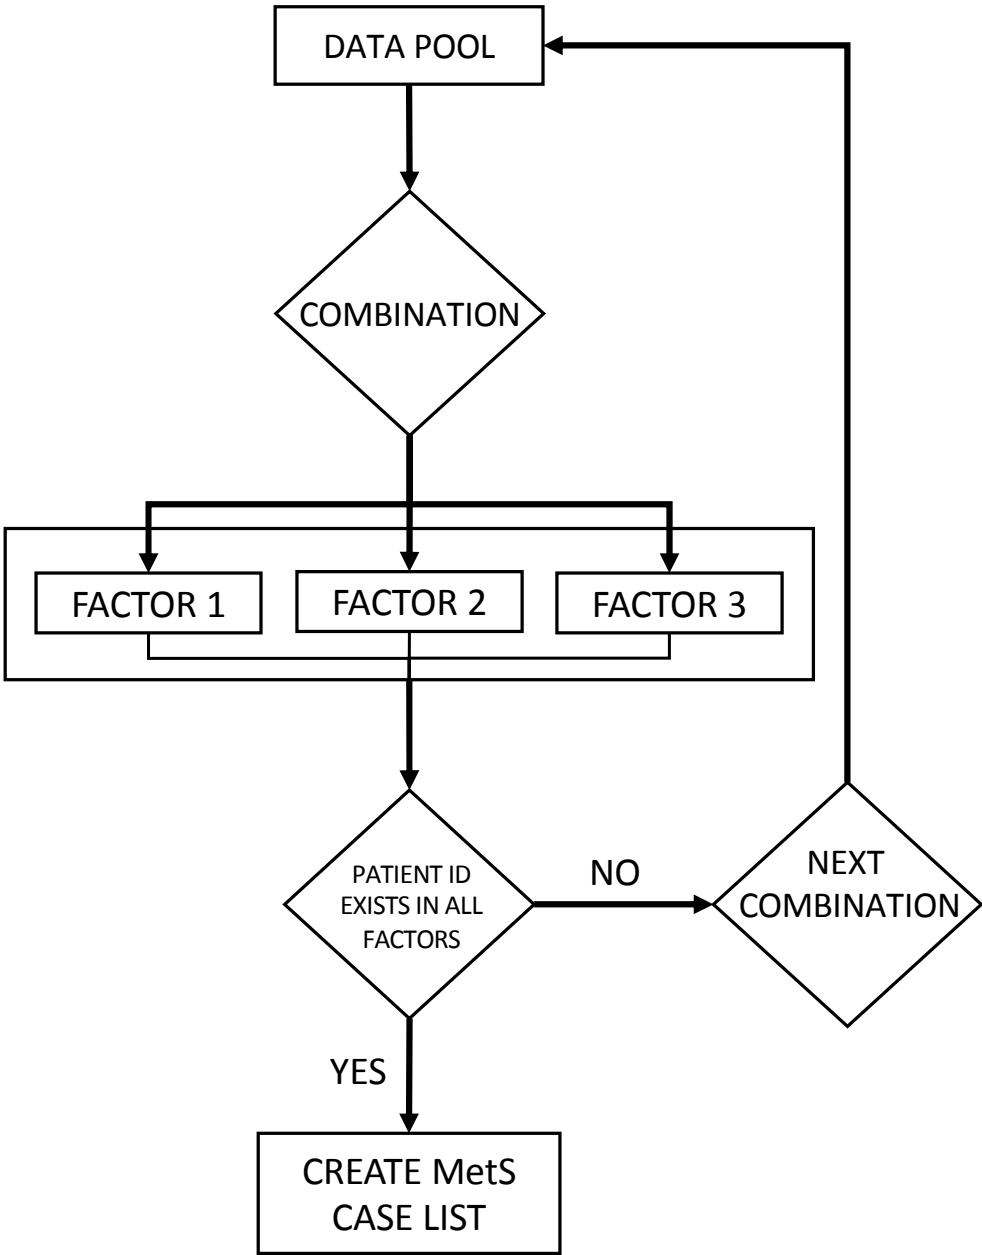 DATA POOL
COMBINATION
FACTOR 1
FACTOR 2
FACTOR 3
PATIENT ID
EXISTS IN ALL
FACTORS
NO
NEXT
COMBINATION
YES
CREATE MetS
CASE LIST